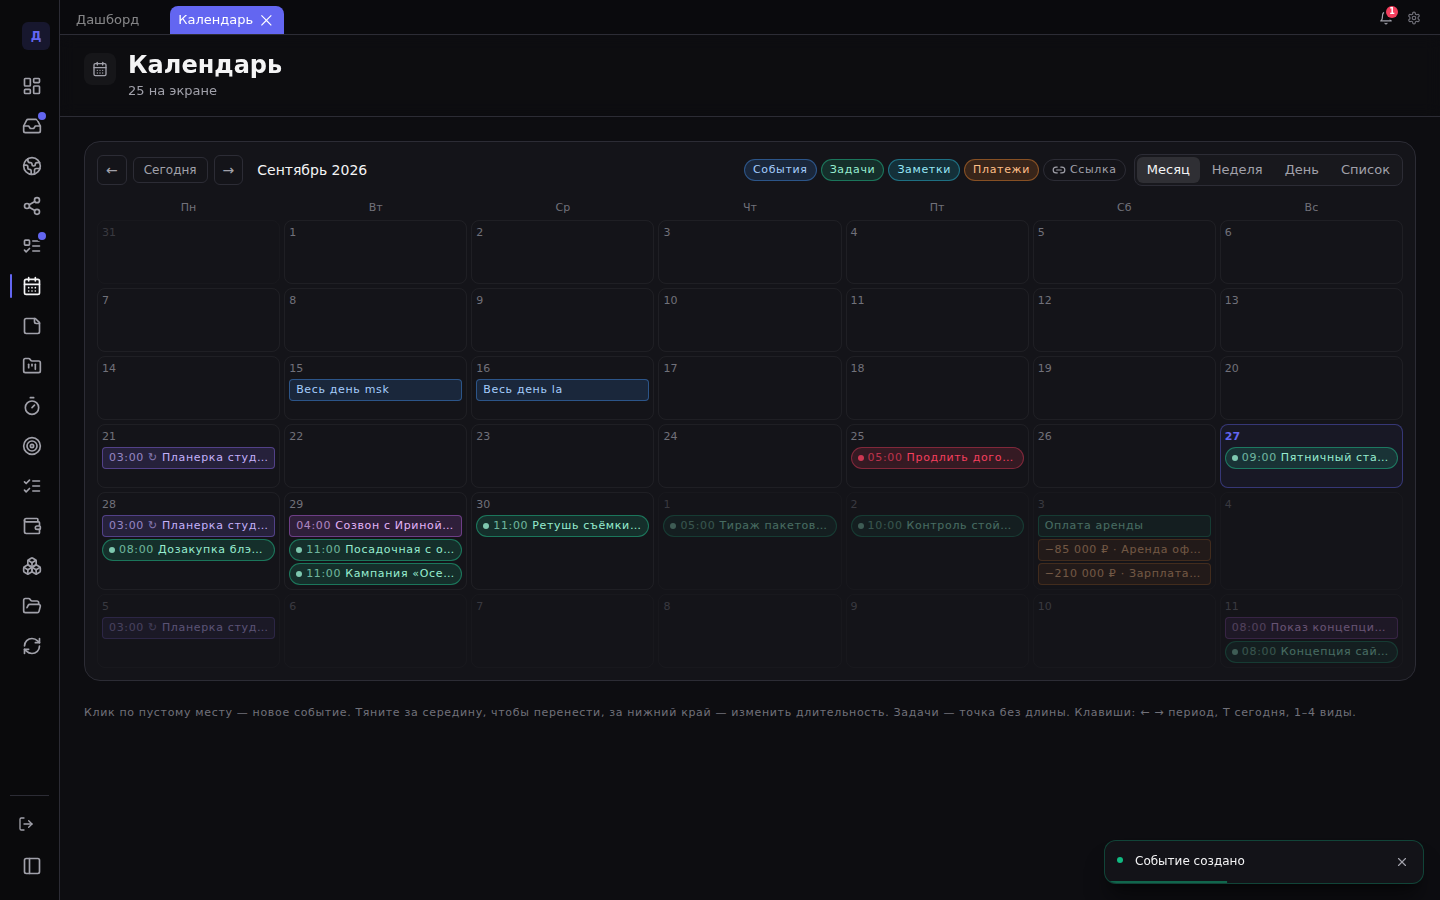 Д
Дашборд
Календарь
1
Календарь
25 на экране
← Сегодня → Сентябрь 2026
События Задачи Заметки Платежи Ссылка
Месяц Неделя День Список
Пн Вт Ср Чт Пт Сб Вс
31 1 2 3 4 5 6
7 8 9 10 11 12 13
14 15 16 17 18 19 20
Весь день msk
Весь день la
21 22 23 24 25 26 27
03:00 ↻ Планерка студ…
05:00 Продлить дого…
09:00 Пятничный ста…
28 29 30 1 2 3 4
03:00 ↻ Планерка студ…
08:00 Дозакупка блэ…
04:00 Созвон с Ириной…
11:00 Посадочная с о…
11:00 Кампания «Осе…
11:00 Ретушь съёмки…
05:00 Тираж пакетов…
10:00 Контроль стой…
Оплата аренды
−85 000 ₽ · Аренда оф…
−210 000 ₽ · Зарплата…
5 6 7 8 9 10 11
03:00 ↻ Планерка студ…
08:00 Показ концепци…
08:00 Концепция сай…
Клик по пустому месту — новое событие. Тяните за середину, чтобы перенести, за нижний край — изменить длительность. Задачи — точка без длины. Клавиши: ← → период, T сегодня, 1–4 виды.
Событие создано